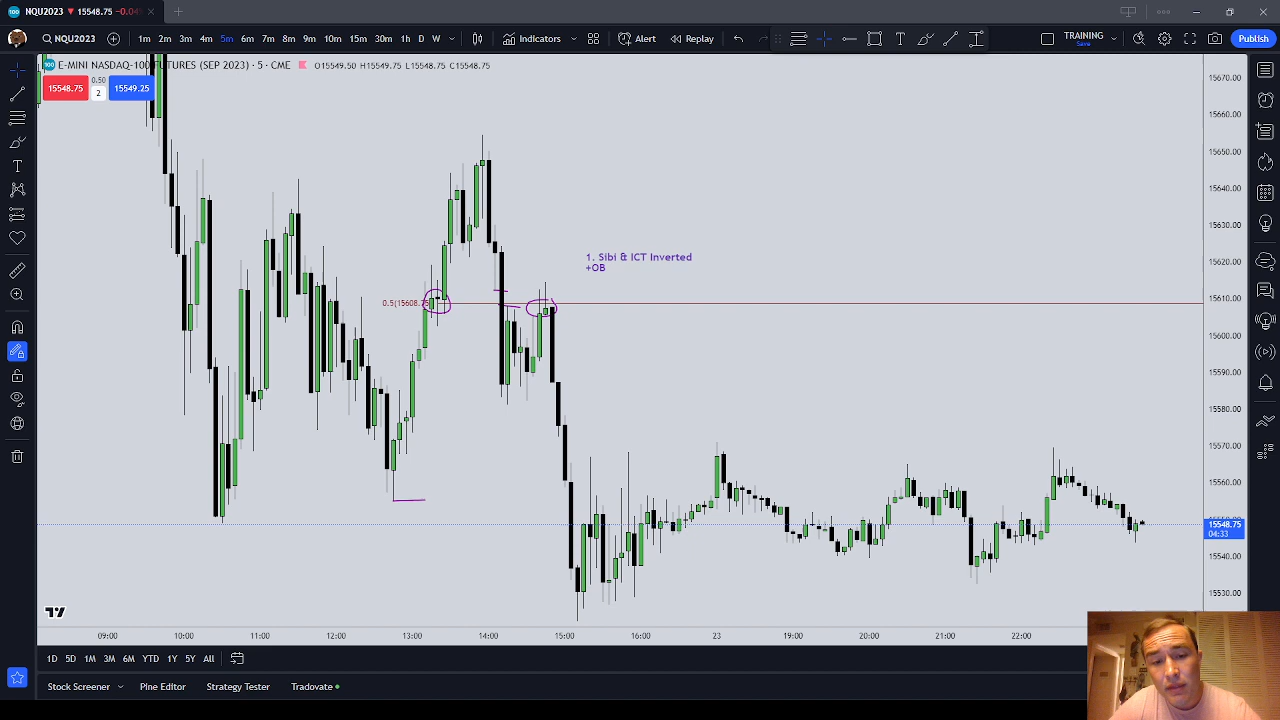 NQU2023 ▼ 15548.75 −0.04
NQU2023 1m 2m 3m 4m 5m 6m 7m 8m 9m 10m 15m 30m 1h D W Indicators Alert Replay TRAINING Save Publish
E-MINI NASDAQ-100 FUTURES (SEP 2023) · 5 · CME O15549.50 H15549.75 L15548.75 C15548.75
15548.75 0.50 2 15549.25
15670.00
15660.00
15650.00
15640.00
15630.00
15620.00
1. Sibi & ICT Inverted
+OB
15610.00
0.5(15608.75)
15600.00
15590.00
15580.00
15570.00
15560.00
15548.75
04:33
15540.00
15530.00
09:00 10:00 11:00 12:00 13:00 14:00 15:00 16:00 23 19:00 20:00 21:00 22:00
1D 5D 1M 3M 6M YTD 1Y 5Y All
Stock Screener Pine Editor Strategy Tester Tradovate